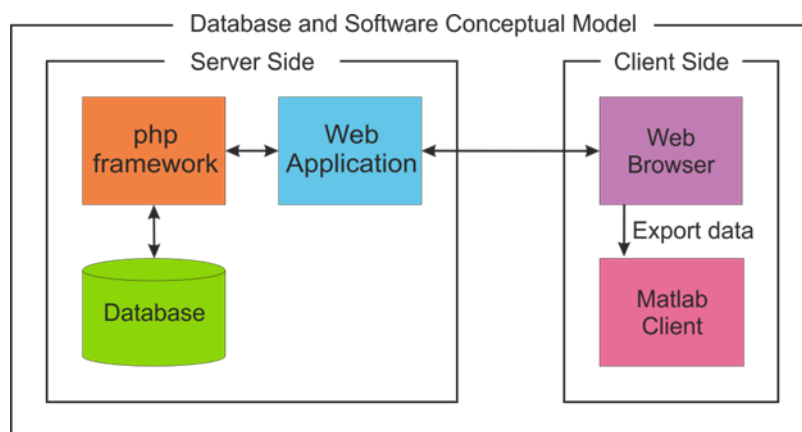 Database and Software Conceptual Model
Server Side
Client Side
php
framework
Web
Application
Web
Browser
Export data
Database
Matlab
Client